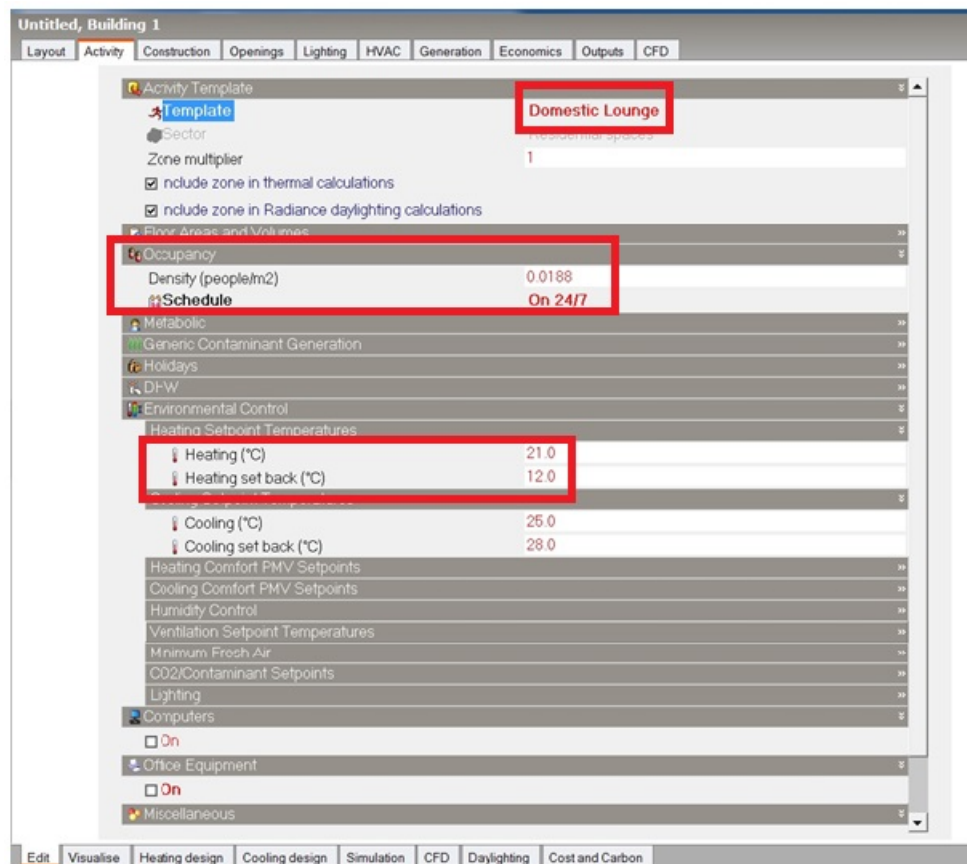 Untitled, Building 1
Layout Activity Construction Openings Lighting HVAC Generation Economics Outputs CFD
Activity Template
Template Domestic Lounge
Sector Residential spaces
Zone multiplier 1
nclude zone in thermal calculations
nclude zone in Radiance daylighting calculations
Floor Areas and Volumes
Occupancy
Density (people/m2) 0.0188
Schedule On 24/7
Metabolic
Generic Contaminant Generation
Holidays
DHW
Environmental Control
Heating Setpoint Temperatures
Heating (°C) 21.0
Heating set back (°C) 12.0
Cooling Setpoint Temperatures
Cooling (°C) 25.0
Cooling set back (°C) 28.0
Heating Comfort PMV Setpoints
Cooling Comfort PMV Setpoints
Humidity Control
Ventilation Setpoint Temperatures
Minimum Fresh Air
CO2/Contaminant Setpoints
Lighting
Computers
On
Office Equipment
On
Miscellaneous
Edit Visualise Heating design Cooling design Simulation CFD Daylighting Cost and Carbon